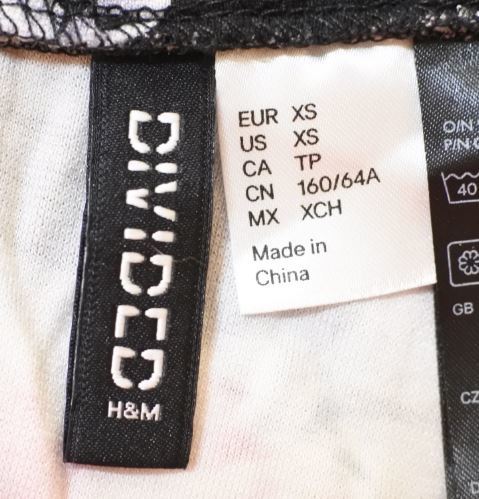 DIVIDED
H&M
EUR XS
US XS
CA TP
CN 160/64A
MX XCH
Made in
China
O/N
P/N
40
GB
CZ